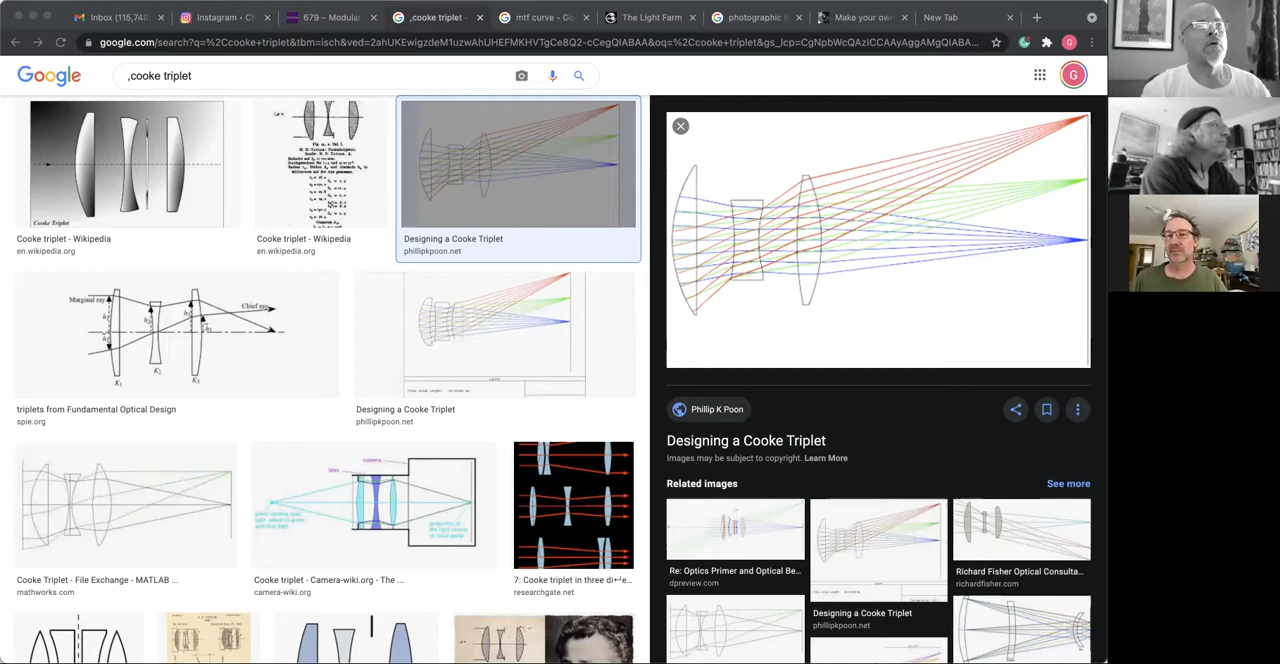 Inbox (115,748
Instagram • Ch
679 – Modular
,cooke triplet -
mtf curve - Go
The Light Farm
photographic f
Make your own
New Tab
google.com/search?q=%2Ccooke+triplet&tbm=isch&ved=2ahUKEwigzdeM1uzwAhUHEFMKHVTgCe8Q2-cCegQIABAA&oq=%2Ccooke+triplet&gs_lcp=CgNpbWcQAzICCAAyAggAMgQIABA...
G
Google
,cooke triplet
G
Cooke Triplet
Cooke triplet - Wikipedia
en.wikipedia.org
Cooke triplet - Wikipedia
en.wikipedia.org
Designing a Cooke Triplet
phillipkpoon.net
Marginal ray
Chief ray
K1
K2
K3
triplets from Fundamental Optical Design
spie.org
Designing a Cooke Triplet
phillipkpoon.net
lens
camera
Cooke Triplet - File Exchange - MATLAB ...
mathworks.com
Cooke triplet - Camera-wiki.org - The ...
camera-wiki.org
7: Cooke triplet in three di↵e...
researchgate.net
Phillip K Poon
Designing a Cooke Triplet
Images may be subject to copyright. Learn More
Related images
See more
Re: Optics Primer and Optical Be...
dpreview.com
Designing a Cooke Triplet
phillipkpoon.net
Richard Fisher Optical Consulta...
richardfisher.com